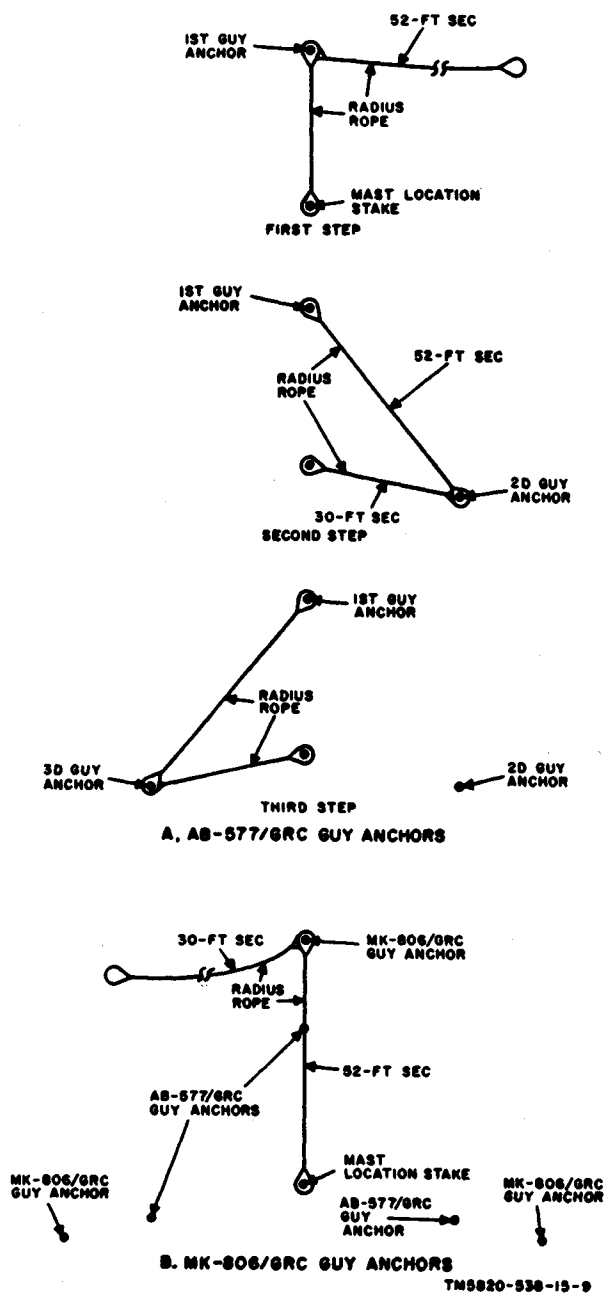 52-FT SEC
1ST GUY
ANCHOR
RADIUS
ROPE
MAST LOCATION
STAKE
FIRST STEP
1ST GUY
ANCHOR
52-FT SEC
RADIUS
ROPE
2D GUY
ANCHOR
30-FT SEC
SECOND STEP
1ST GUY
ANCHOR
RADIUS
ROPE
3D GUY
ANCHOR
2D GUY
ANCHOR
THIRD STEP
A, AB-577/GRC GUY ANCHORS
30-FT SEC
MK-806/GRC
GUY ANCHOR
RADIUS
ROPE
52-FT SEC
AB-577/GRC
GUY ANCHORS
MAST
LOCATION STAKE
MK-806/GRC
GUY ANCHOR
AB-577/GRC
GUY
ANCHOR
MK-806/GRC
GUY ANCHOR
B. MK-806/GRC GUY ANCHORS
TM5820-538-15-9